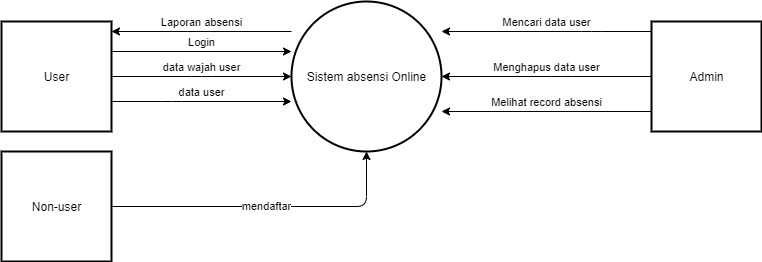 Laporan absensi
Login
User
data wajah user
data user
Sistem absensi Online
Mencari data user
Menghapus data user
Admin
Melihat record absensi
Non-user
mendaftar